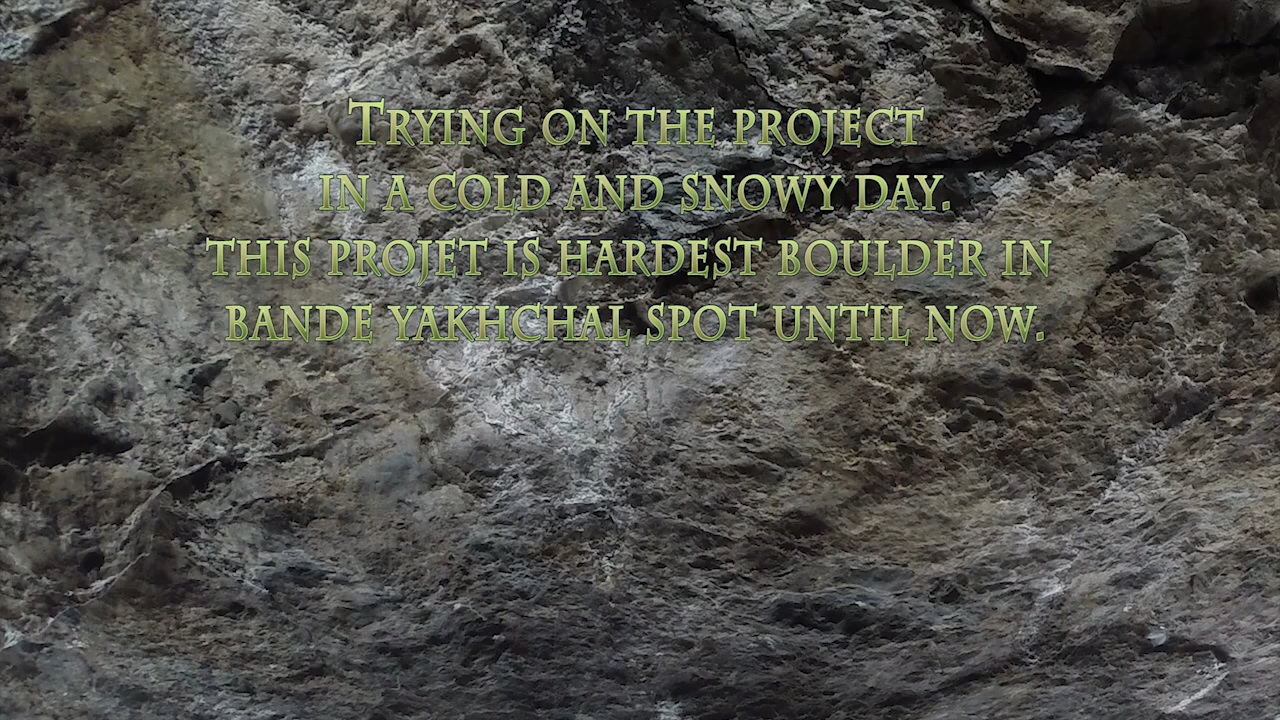 Trying on the project
in a cold and snowy day.
this projet is hardest boulder in
bande yakhchal spot until now.